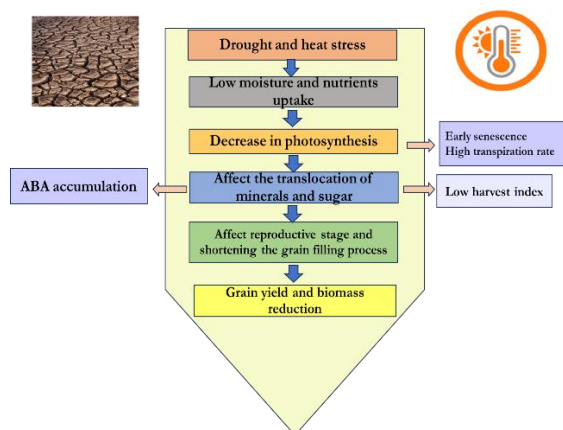 Drought and heat stress
Low moisture and nutrients
uptake
Decrease in photosynthesis
Early senescence
High transpiration rate
ABA accumulation
Affect the translocation of
minerals and sugar
Low harvest index
Affect reproductive stage and
shortening the grain filling process
Grain yield and biomass
reduction